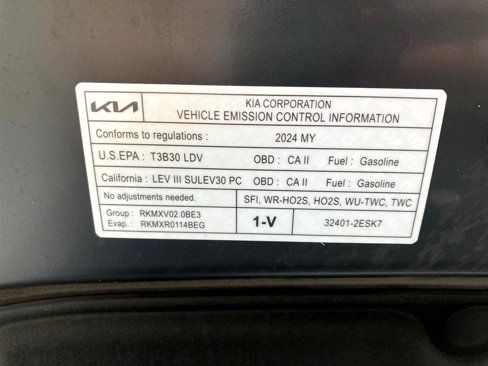 KIA
KIA CORPORATION
VEHICLE EMISSION CONTROL INFORMATION
Conforms to regulations : 2024 MY
U.S.EPA : T3B30 LDV OBD : CA II Fuel : Gasoline
California : LEV III SULEV30 PC OBD : CA II Fuel : Gasoline
No adjustments needed. SFI, WR-HO2S, HO2S, WU-TWC, TWC
Group : RKMXV02.0BE3
Evap. : RKMXR0114BEG
1-V
32401-2ESK7